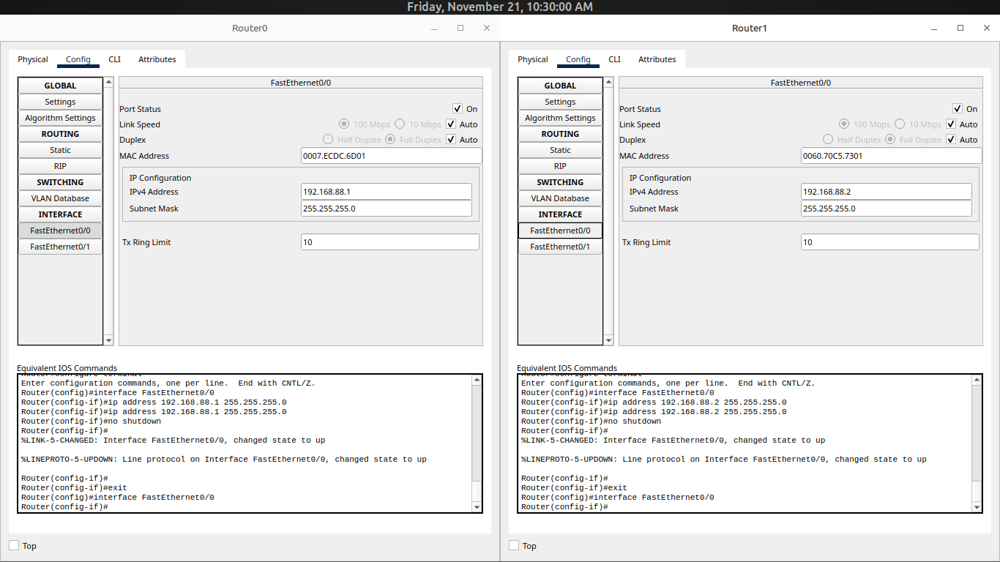 Friday, November 21, 10:30:00 AM
Router0
Physical Config CLI Attributes
GLOBAL
Settings
Algorithm Settings
ROUTING
Static
RIP
SWITCHING
VLAN Database
INTERFACE
FastEthernet0/0
FastEthernet0/1
FastEthernet0/0
Port Status On
Link Speed 100 Mbps 10 Mbps Auto
Duplex Half Duplex Full Duplex Auto
MAC Address 0007.ECDC.6D01
IP Configuration
IPv4 Address 192.168.88.1
Subnet Mask 255.255.255.0
Tx Ring Limit 10
Equivalent IOS Commands
Router#configure terminal
Enter configuration commands, one per line.  End with CNTL/Z.
Router(config)#interface FastEthernet0/0
Router(config-if)#ip address 192.168.88.1 255.255.255.0
Router(config-if)#ip address 192.168.88.1 255.255.255.0
Router(config-if)#no shutdown
Router(config-if)#
%LINK-5-CHANGED: Interface FastEthernet0/0, changed state to up
%LINEPROTO-5-UPDOWN: Line protocol on Interface FastEthernet0/0, changed state to up
Router(config-if)#
Router(config-if)#exit
Router(config)#interface FastEthernet0/0
Router(config-if)#
Top
Router1
Physical Config CLI Attributes
GLOBAL
Settings
Algorithm Settings
ROUTING
Static
RIP
SWITCHING
VLAN Database
INTERFACE
FastEthernet0/0
FastEthernet0/1
FastEthernet0/0
Port Status On
Link Speed 100 Mbps 10 Mbps Auto
Duplex Half Duplex Full Duplex Auto
MAC Address 0060.70C5.7301
IP Configuration
IPv4 Address 192.168.88.2
Subnet Mask 255.255.255.0
Tx Ring Limit 10
Equivalent IOS Commands
Router#configure terminal
Enter configuration commands, one per line.  End with CNTL/Z.
Router(config)#interface FastEthernet0/0
Router(config-if)#ip address 192.168.88.2 255.255.255.0
Router(config-if)#ip address 192.168.88.2 255.255.255.0
Router(config-if)#no shutdown
Router(config-if)#
%LINK-5-CHANGED: Interface FastEthernet0/0, changed state to up
%LINEPROTO-5-UPDOWN: Line protocol on Interface FastEthernet0/0, changed state to up
Router(config-if)#
Router(config-if)#exit
Router(config)#interface FastEthernet0/0
Router(config-if)#
Top